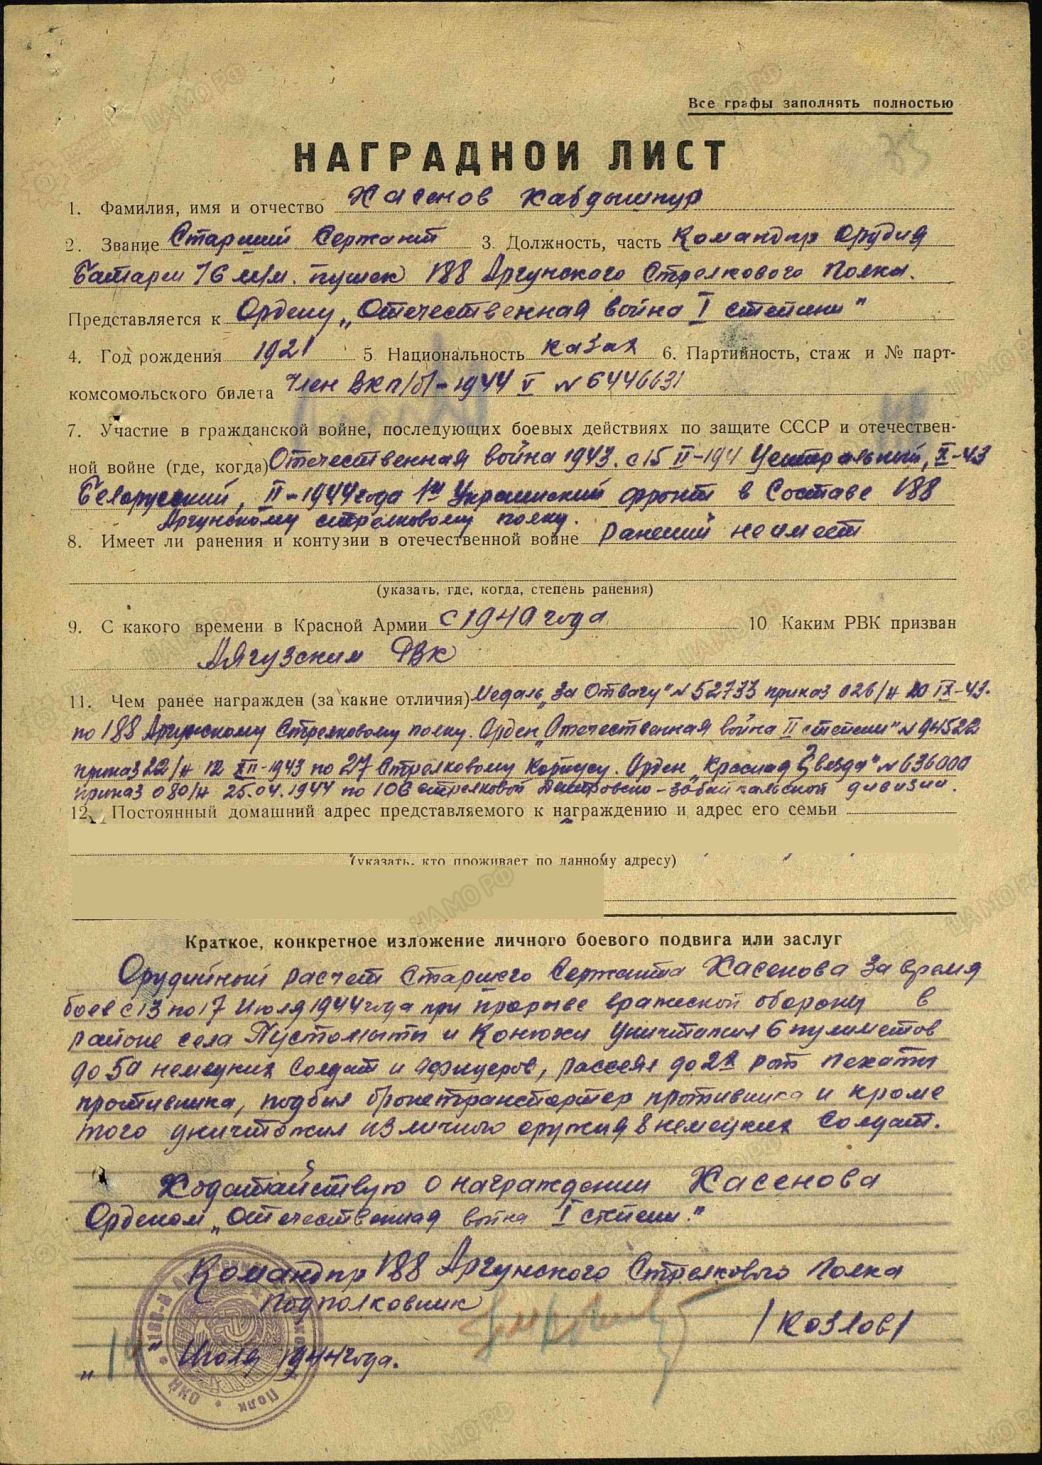 Все графы заполнять полностью
НАГРАДНОЙ ЛИСТ
1. Фамилия, имя и отчество Хасенов Хабдышкур
2. Звание Старший Сержант 3. Должность, часть Командир орудия
Батареи 76 м/м. пушек 188 Аргунского Стрелкового Полка.
Представляется к Ордену „Отечественная война I степени"
4. Год рождения 1921 5. Национальность казах 6. Партийность, стаж и № парт-
комсомольского билета Член ВКП/б/-1944 V N 6446631
7. Участие в гражданской войне, последующих боевых действиях по защите СССР и отечествен-
ной войне (где, когда) Отечественная война 1943. с 15 II-194 Центральный, X-43
Белорусский, II-1944 года 1й Украинский фронт в Составе 188
Аргунскому стрелковому полку.
8. Имеет ли ранения и контузии в отечественной войне Ранений не имеет
(указать, где, когда, степень ранения)
9. С какого времени в Красной Армии с 1940 года 10 Каким РВК призван
Аягузским РВК
11. Чем ранее награжден (за какие отличия) Медаль „За Отвагу" N 52733 приказ 026/н 20 IX-43.
по 188 Аргунскому Стрелковому полку. Орден „Отечественная война II степени" N 94522
приказ 22/н 12 XII-1943 по 27 Стрелковому Корпусу. Орден „Красная Звезда" N 636000
приказ 080/н 25.04.1944 по 106 стрелковой Днепровско-Забайкальской дивизии.
12. Постоянный домашний адрес представляемого к награждению и адрес его семьи
(указать, кто проживает по данному адресу)
Краткое, конкретное изложение личного боевого подвига или заслуг
Орудийный расчет Старшего Сержанта Хасенова За время
боев с 13 по 17 Июля 1944 года при прорыве вражеской обороны в
районе села Пустомыты и Конюхи уничтожил 6 пулиметов
до 50 немецких Солдат и офицеров, рассеял до 2х рот пехоты
противника, подбил бронетранспортер противника и кроме
того уничтожил из личного оружия 8 немецких Солдат.
Ходатайствую о награждении Хасенова
Орденом „Отечественная война I степени."
Командир 188 Аргунского Стрелкового Полка
Подполковник /Козлов/
" Июля 1944 года.